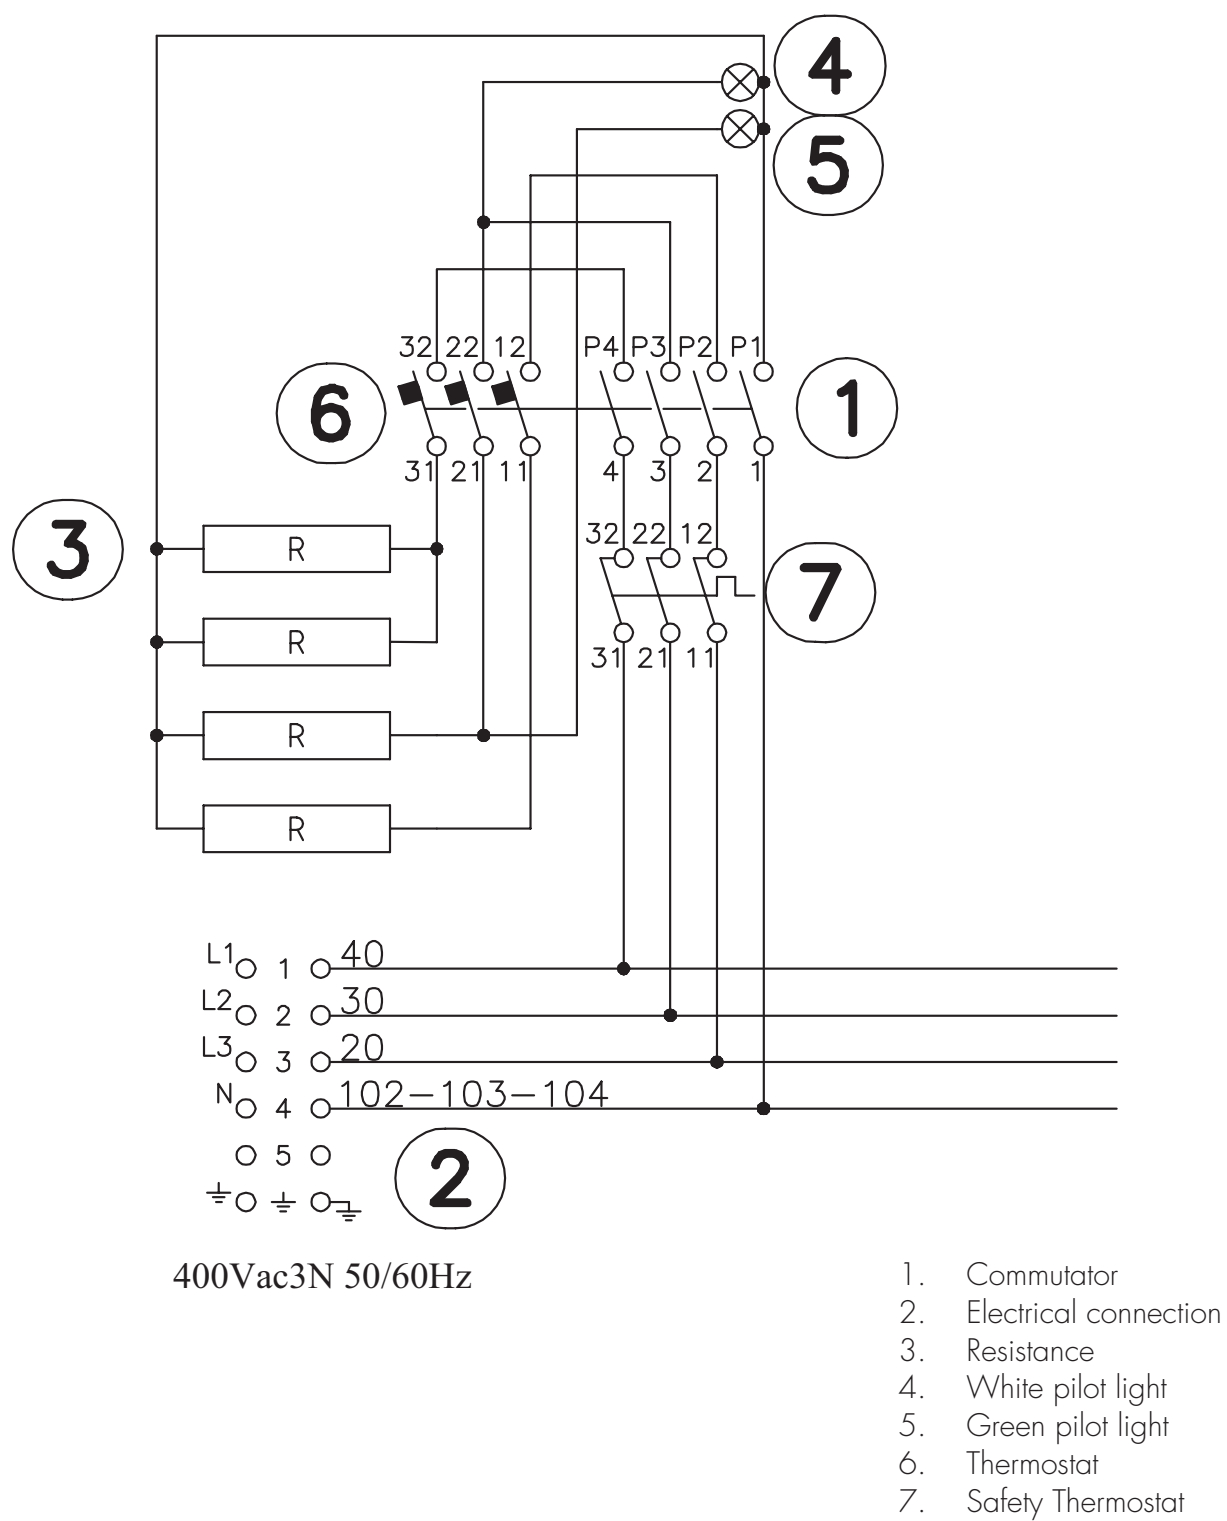 4
5
32 22 12 P4 P3 P2 P1
6 1
31 21 11 4 3 2 1
3
R
32 22 12
7
R
31 21 11
R
R
L1 1 40
L2 2 30
L3 3 20
N 4 102-103-104
5
2
400Vac3N 50/60Hz
1. Commutator
2. Electrical connection
3. Resistance
4. White pilot light
5. Green pilot light
6. Thermostat
7. Safety Thermostat